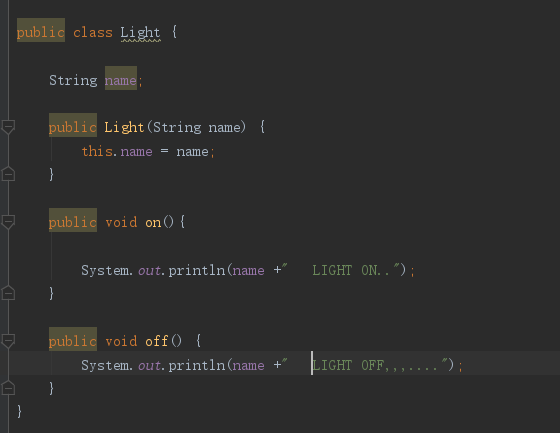 public class Light {
String name;
public Light(String name) {
this.name = name;
}
public void on(){
System.out.println(name +"   LIGHT ON..");
}
public void off() {
System.out.println(name +"   LIGHT OFF,,,....");
}
}